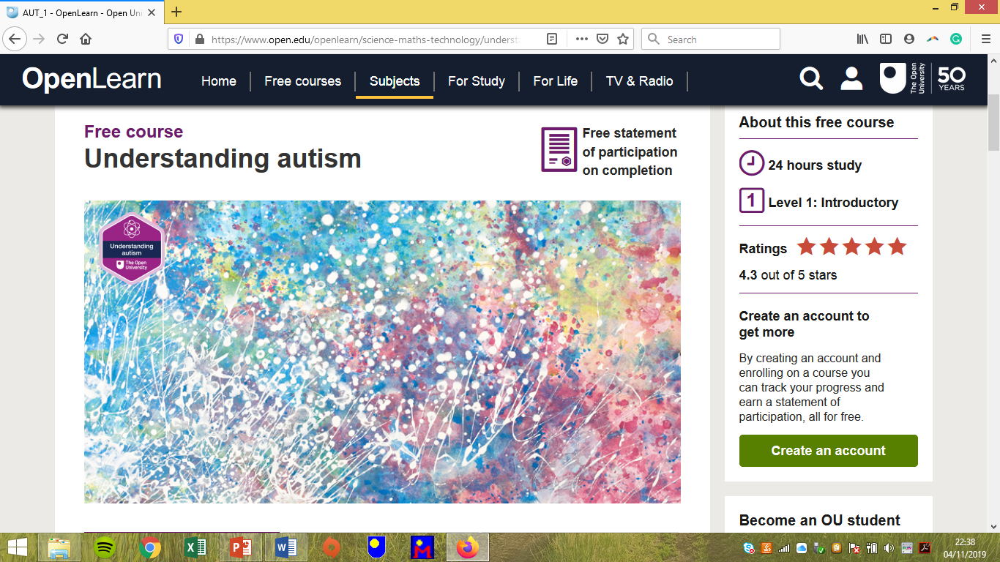 AUT_1 - OpenLearn - Open Uni
https://www.open.edu/openlearn/science-maths-technology/underst
Search
OpenLearn
Home
Free courses
Subjects
For Study
For Life
TV & Radio
The Open
University
50
YEARS
Free course
Understanding autism
Free statement
of participation
on completion
Understanding
autism
The Open
University
About this free course
24 hours study
1 Level 1: Introductory
Ratings
4.3 out of 5 stars
Create an account to
get more
By creating an account and
enrolling on a course you
can track your progress and
earn a statement of
participation, all for free.
Create an account
Become an OU student
22:38
04/11/2019